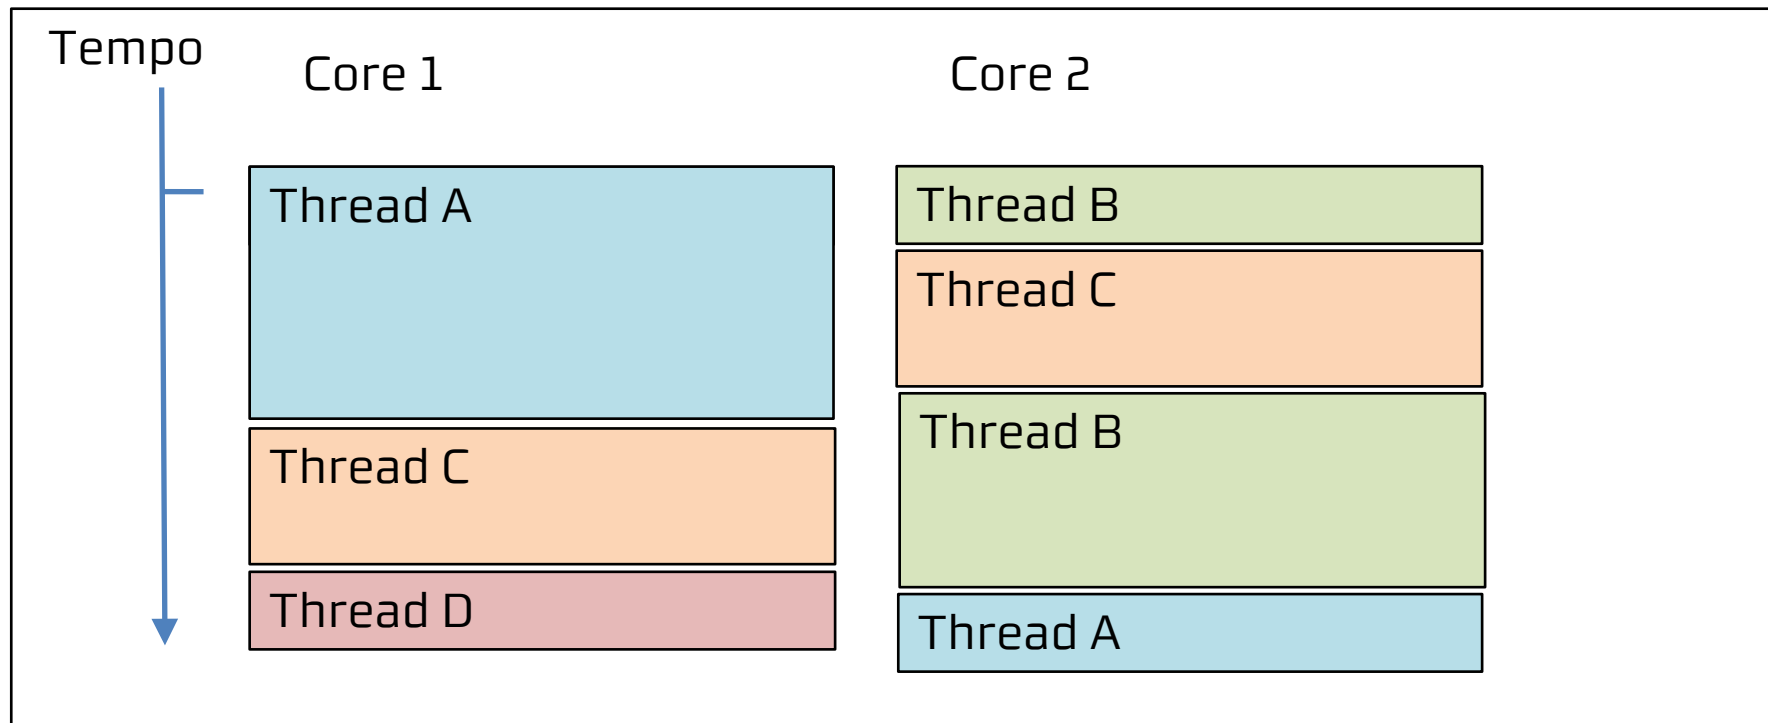 Tempo
Core 1
Core 2
Thread A
Thread B
Thread C
Thread B
Thread C
Thread D
Thread A